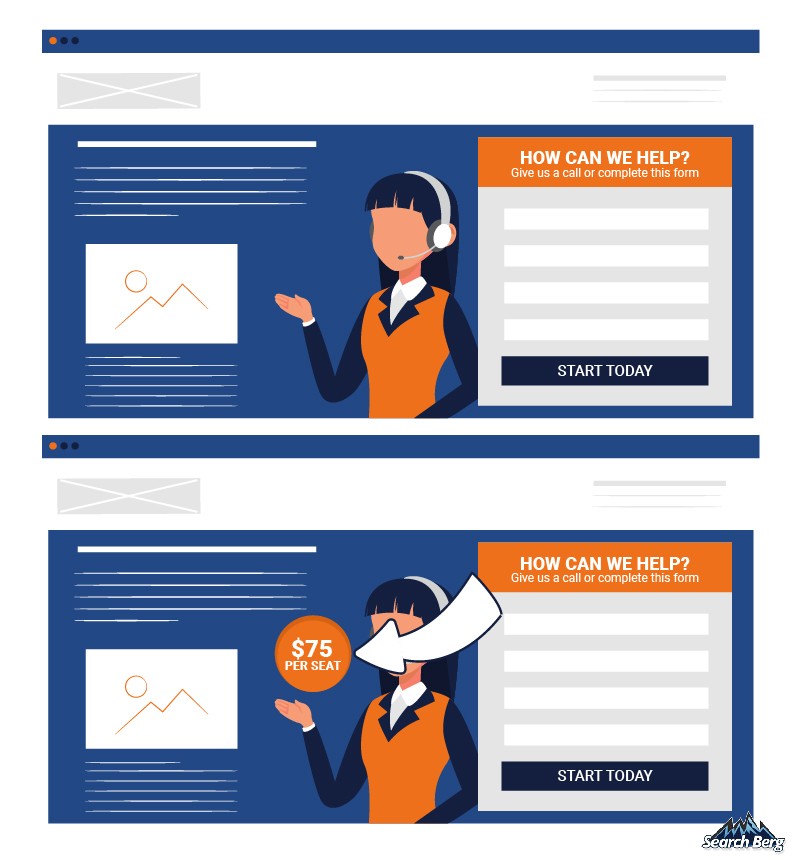 HOW CAN WE HELP?
Give us a call or complete this form
START TODAY
HOW CAN WE HELP?
Give us a call or complete this form
$75
PER SEAT
START TODAY
Search Berg